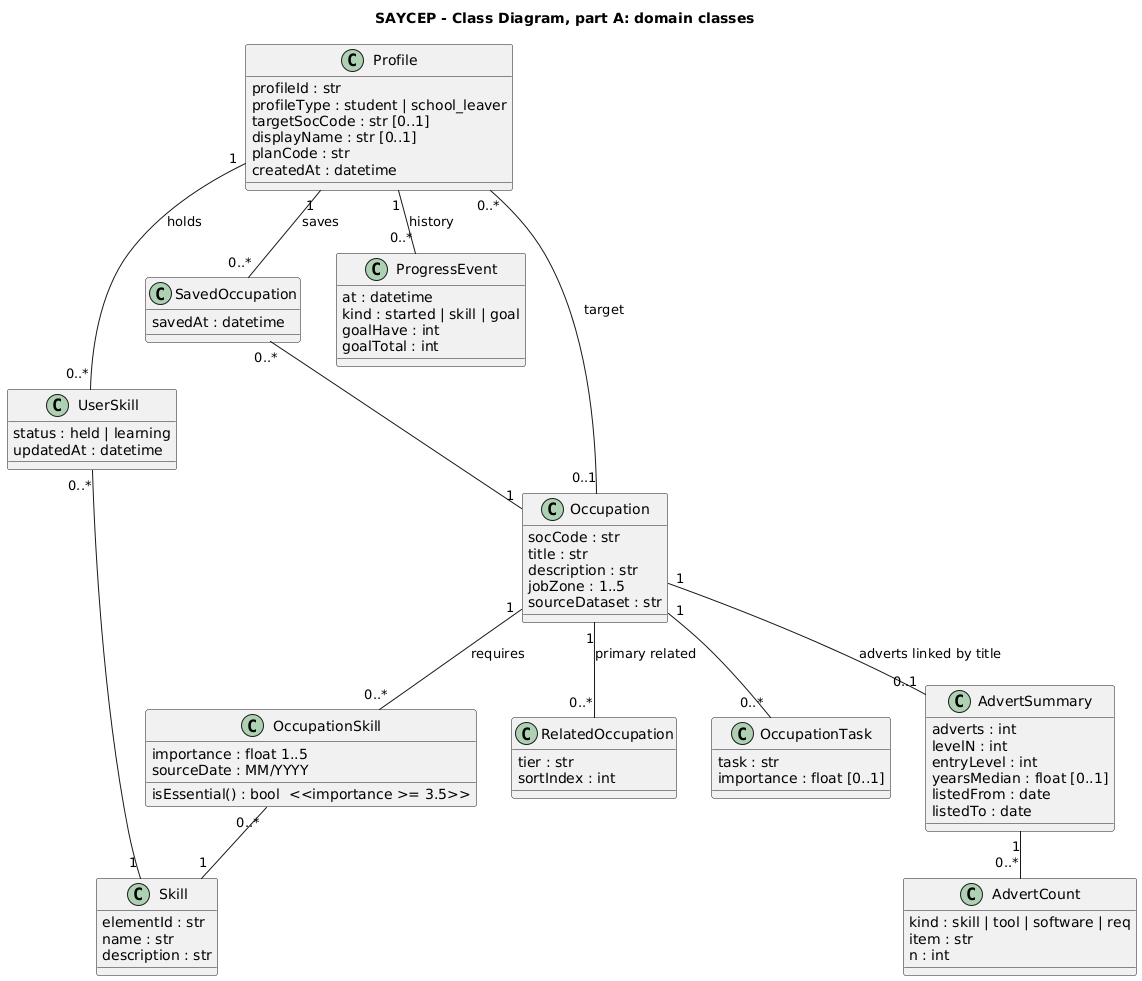 SAYCEP - Class Diagram, part A: domain classes
C Profile
profileId : str
profileType : student | school_leaver
targetSocCode : str [0..1]
displayName : str [0..1]
planCode : str
createdAt : datetime
1
1
1
0..*
holds
saves
history
0..*
0..*
C SavedOccupation
savedAt : datetime
C ProgressEvent
at : datetime
kind : started | skill | goal
goalHave : int
goalTotal : int
target
0..*
0..*
C UserSkill
status : held | learning
updatedAt : datetime
0..*
0..1
1
C Occupation
socCode : str
title : str
description : str
jobZone : 1..5
sourceDataset : str
1
1
1
1
requires
primary related
adverts linked by title
0..*
0..*
0..*
0..1
C OccupationSkill
importance : float 1..5
sourceDate : MM/YYYY
isEssential() : bool <<importance >= 3.5>>
C RelatedOccupation
tier : str
sortIndex : int
C OccupationTask
task : str
importance : float [0..1]
C AdvertSummary
adverts : int
levelN : int
entryLevel : int
yearsMedian : float [0..1]
listedFrom : date
listedTo : date
0..*
1
1
1
0..*
C Skill
elementId : str
name : str
description : str
C AdvertCount
kind : skill | tool | software | req
item : str
n : int